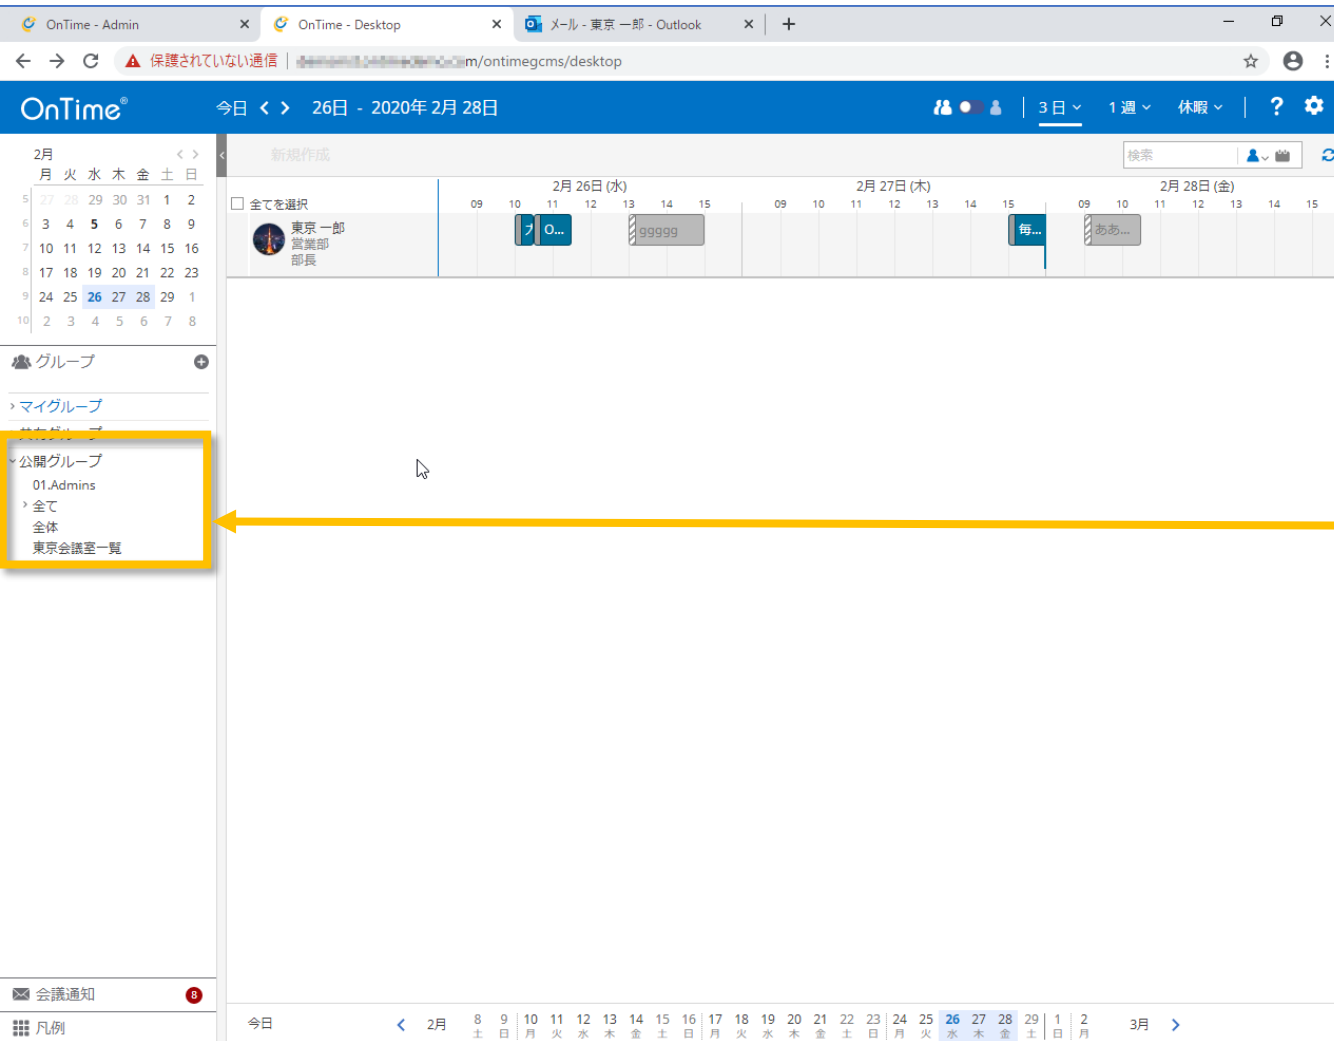 OnTime - Admin
OnTime - Desktop
メール - 東京 一郎 - Outlook
保護されていない通信
m/ontimegcms/desktop
OnTime®
今日
26日 - 2020年 2月 28日
3 日
1 週
休暇
?
2月
月 火 水 木 金 土 日
5 27 28 29 30 31 1 2
6 3 4 5 6 7 8 9
7 10 11 12 13 14 15 16
8 17 18 19 20 21 22 23
9 24 25 26 27 28 29 1
10 2 3 4 5 6 7 8
グループ
マイグループ
公開グループ
01.Admins
全て
全体
東京会議室一覧
会議通知 8
凡例
新規作成
検索
2月 26日 (水) 2月 27日 (木) 2月 28日 (金)
全てを選択
09 10 11 12 13 14 15 09 10 11 12 13 14 15 09 10 11 12 13 14 15
東京 一郎
営業部
部長
O...
ggggg
毎...
ああ...
今日
2月
8 9 10 11 12 13 14 15 16 17 18 19 20 21 22 23 24 25 26 27 28 29 1 2
土 日 月 火 水 木 金 土 日 月 火 水 木 金 土 日 月 火 水 木 金 土 日 月
3月